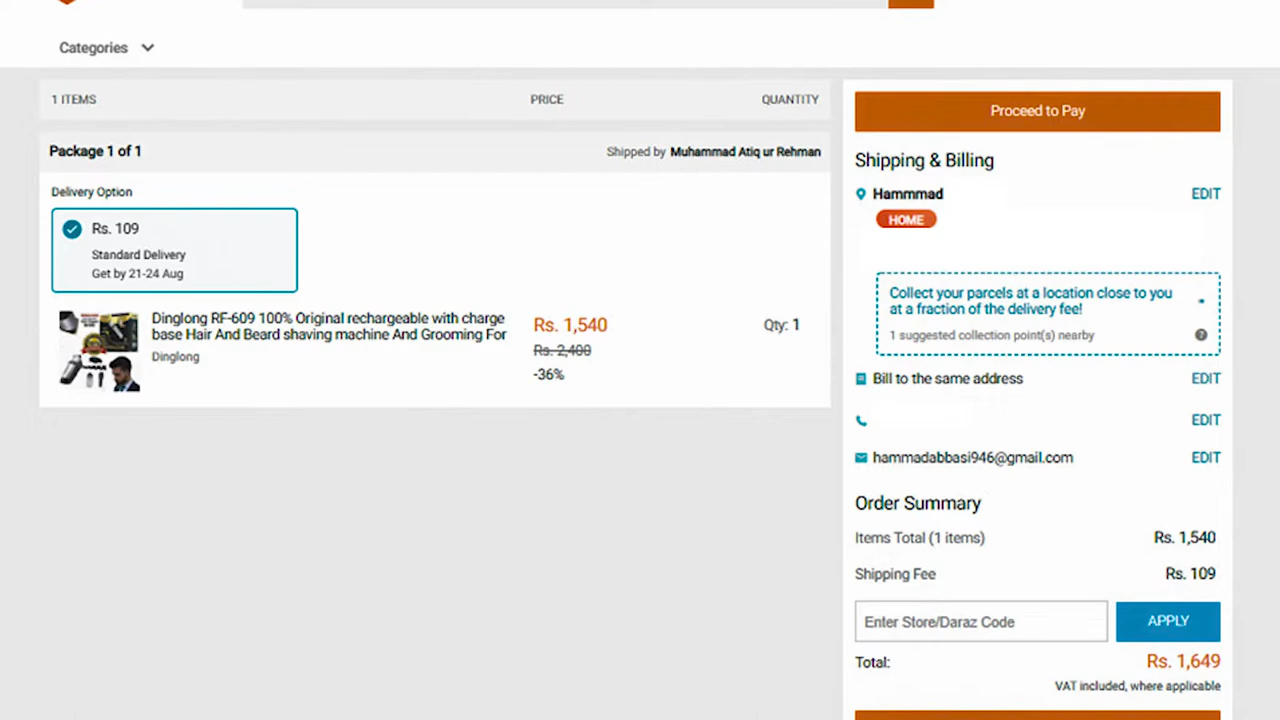 Categories
1 ITEMS PRICE QUANTITY
Package 1 of 1 Shipped by Muhammad Atiq ur Rehman
Delivery Option
Rs. 109
Standard Delivery
Get by 21-24 Aug
Dinglong RF-609 100% Original rechargeable with charge
base Hair And Beard shaving machine And Grooming For
Dinglong
Rs. 1,540
Rs. 2,400
-36%
Qty: 1
Proceed to Pay
Shipping & Billing
Hammmad EDIT
HOME
Collect your parcels at a location close to you
at a fraction of the delivery fee!
1 suggested collection point(s) nearby
Bill to the same address EDIT
EDIT
hammadabbasi946@gmail.com EDIT
Order Summary
Items Total (1 items) Rs. 1,540
Shipping Fee Rs. 109
Enter Store/Daraz Code APPLY
Total: Rs. 1,649
VAT included, where applicable